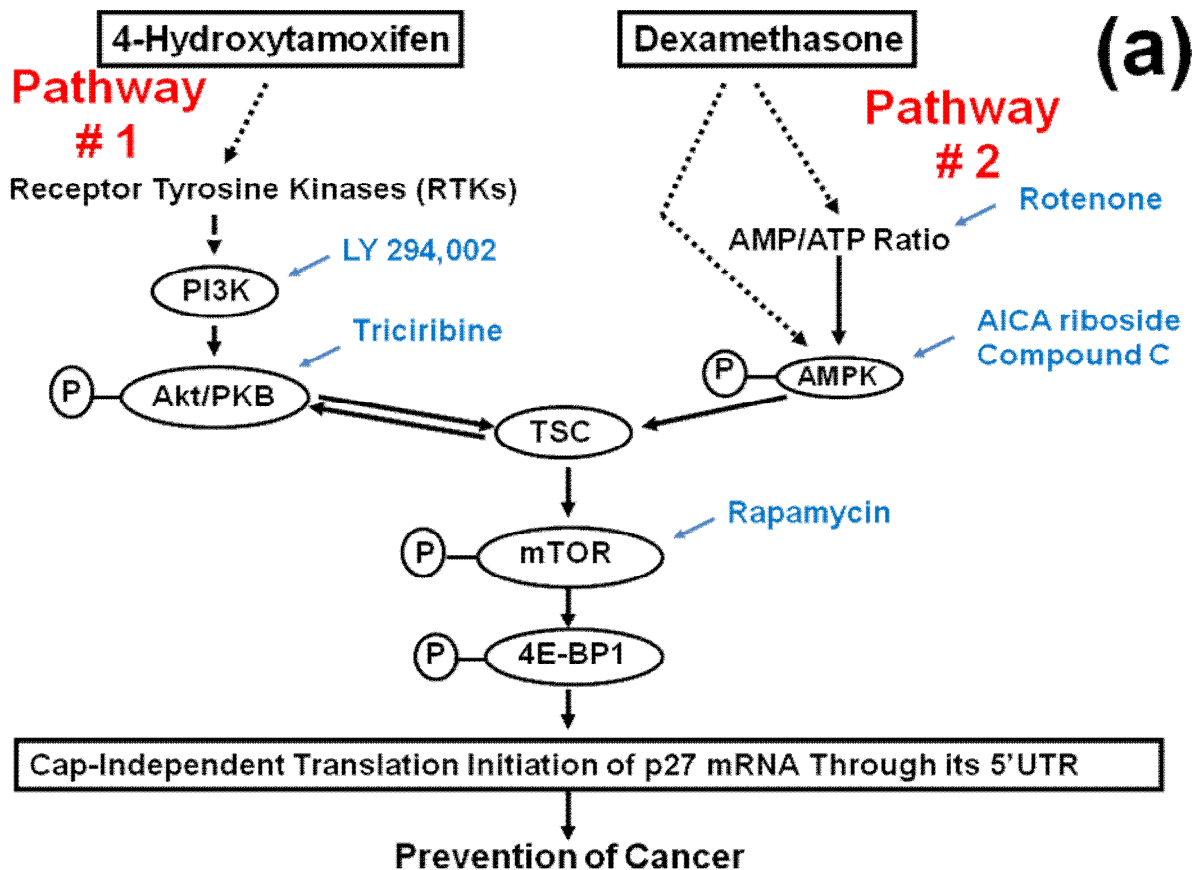 4-Hydroxytamoxifen
Dexamethasone
(a)
Pathway
# 1
Pathway
# 2
Receptor Tyrosine Kinases (RTKs)
Rotenone
AMP/ATP Ratio
LY 294,002
PI3K
Triciribine
AICA riboside
Compound C
P
Akt/PKB
P
AMPK
TSC
Rapamycin
P
mTOR
P
4E-BP1
Cap-Independent Translation Initiation of p27 mRNA Through its 5'UTR
Prevention of Cancer